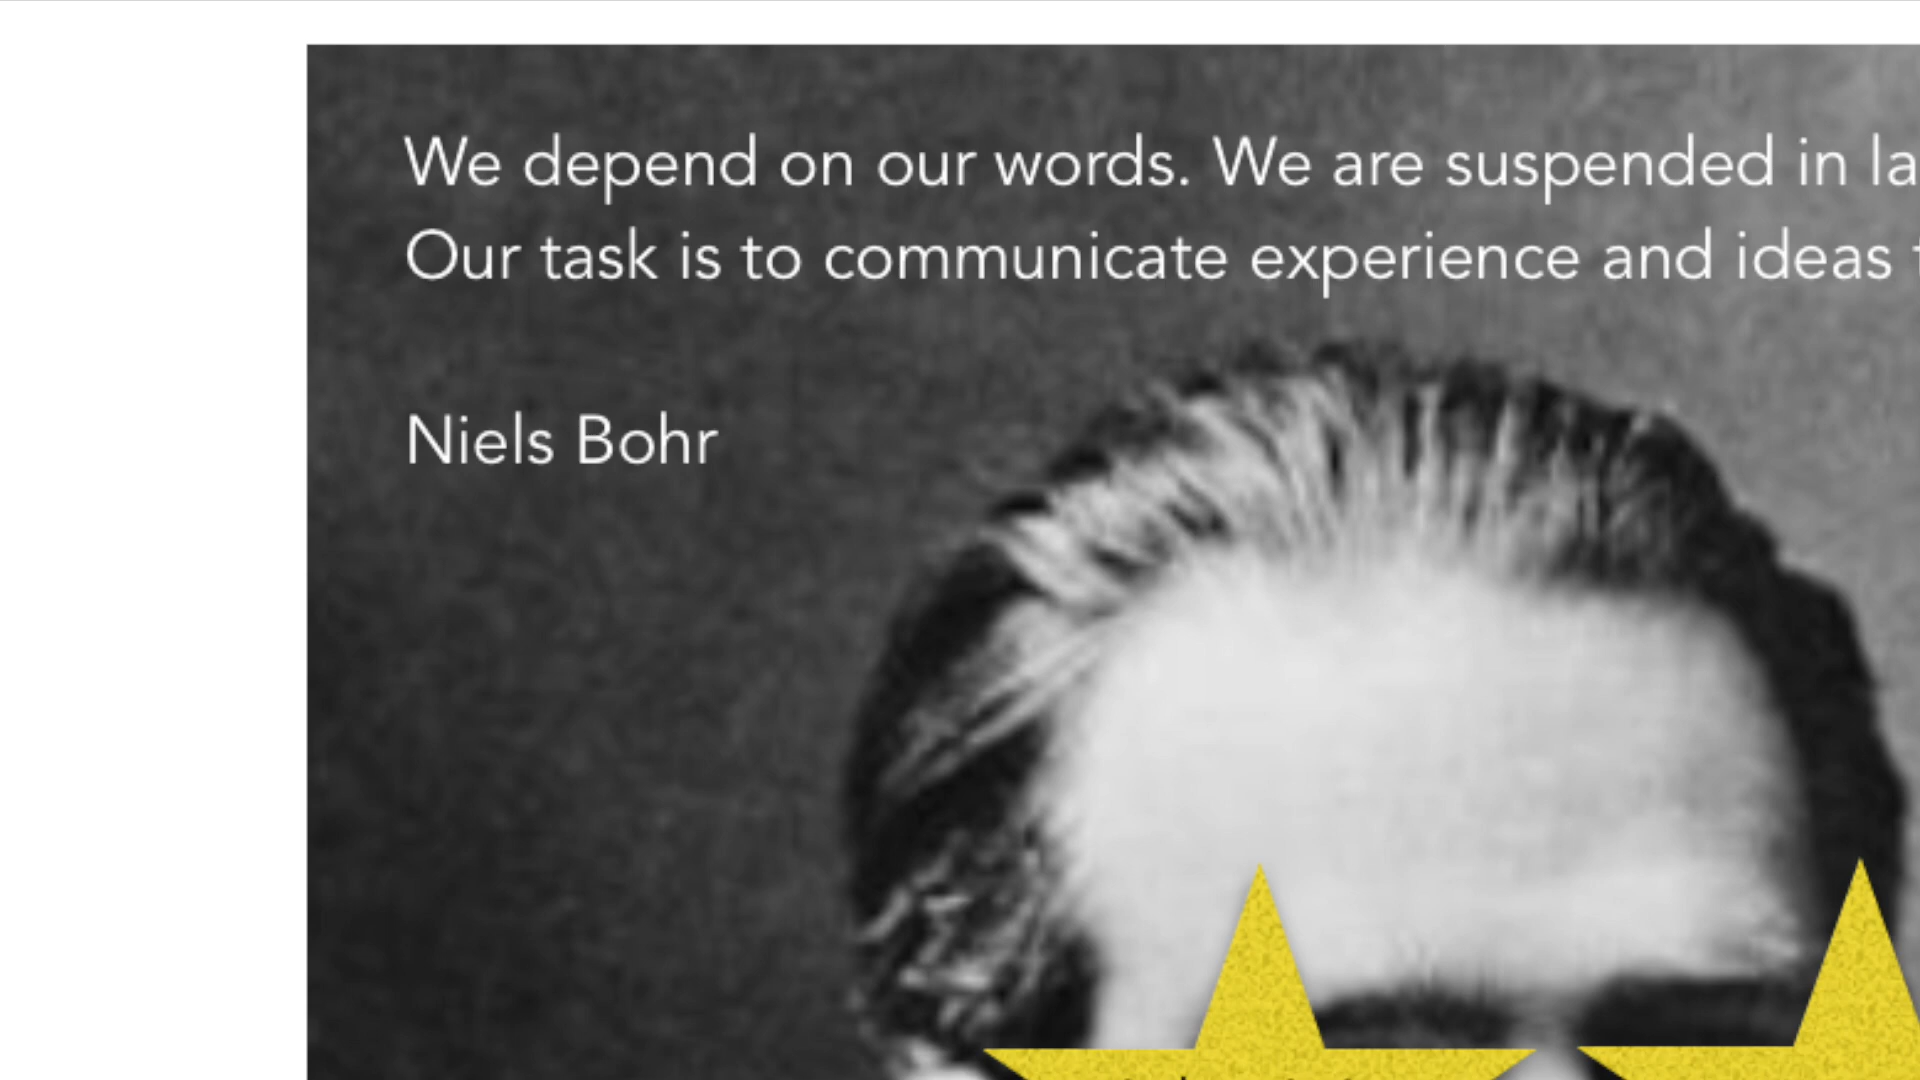 We depend on our words. We are suspended in la
Our task is to communicate experience and ideas
Niels Bohr